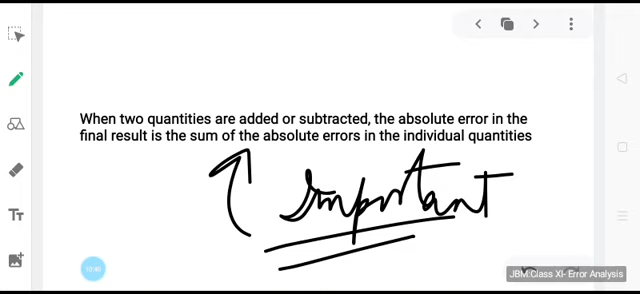 When two quantities are added or subtracted, the absolute error in the
final result is the sum of the absolute errors in the individual quantities
Important
Tт
JBM:Class XI- Error Analysis